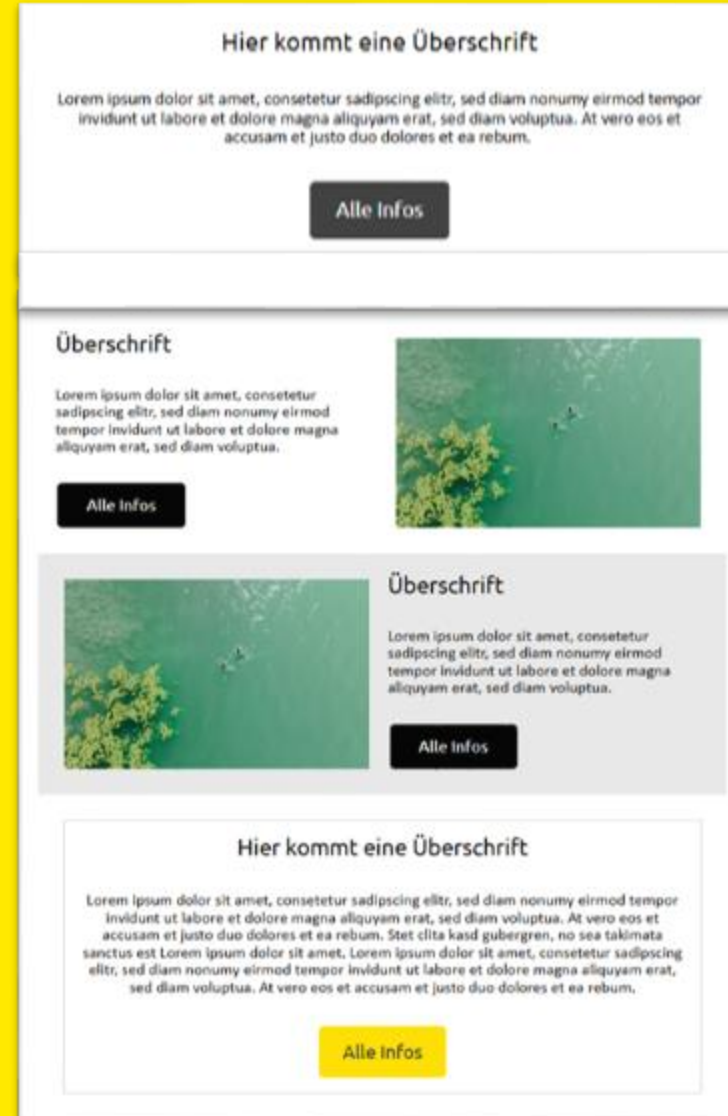 Hier kommt eine Überschrift
Lorem ipsum dolor sit amet, consetetur sadipscing elitr, sed diam nonumy eirmod tempor
invidunt ut labore et dolore magna aliquyam erat, sed diam voluptua. At vero eos et
accusam et justo duo dolores et ea rebum.
Alle Infos
Überschrift
Lorem ipsum dolor sit amet, consetetur
sadipscing elitr, sed diam nonumy eirmod
tempor invidunt ut labore et dolore magna
aliquyam erat, sed diam voluptua.
Alle Infos
Überschrift
Lorem ipsum dolor sit amet, consetetur
sadipscing elitr, sed diam nonumy eirmod
tempor invidunt ut labore et dolore magna
aliquyam erat, sed diam voluptua.
Alle Infos
Hier kommt eine Überschrift
Lorem ipsum dolor sit amet, consetetur sadipscing elitr, sed diam nonumy eirmod tempor
invidunt ut labore et dolore magna aliquyam erat, sed diam voluptua. At vero eos et
accusam et justo duo dolores et ea rebum. Stet clita kasd gubergren, no sea takimata
sanctus est Lorem ipsum dolor sit amet. Lorem ipsum dolor sit amet, consetetur sadipscing
elitr, sed diam nonumy eirmod tempor invidunt ut labore et dolore magna aliquyam erat,
sed diam voluptua. At vero eos et accusam et justo duo dolores et ea rebum.
Alle Infos